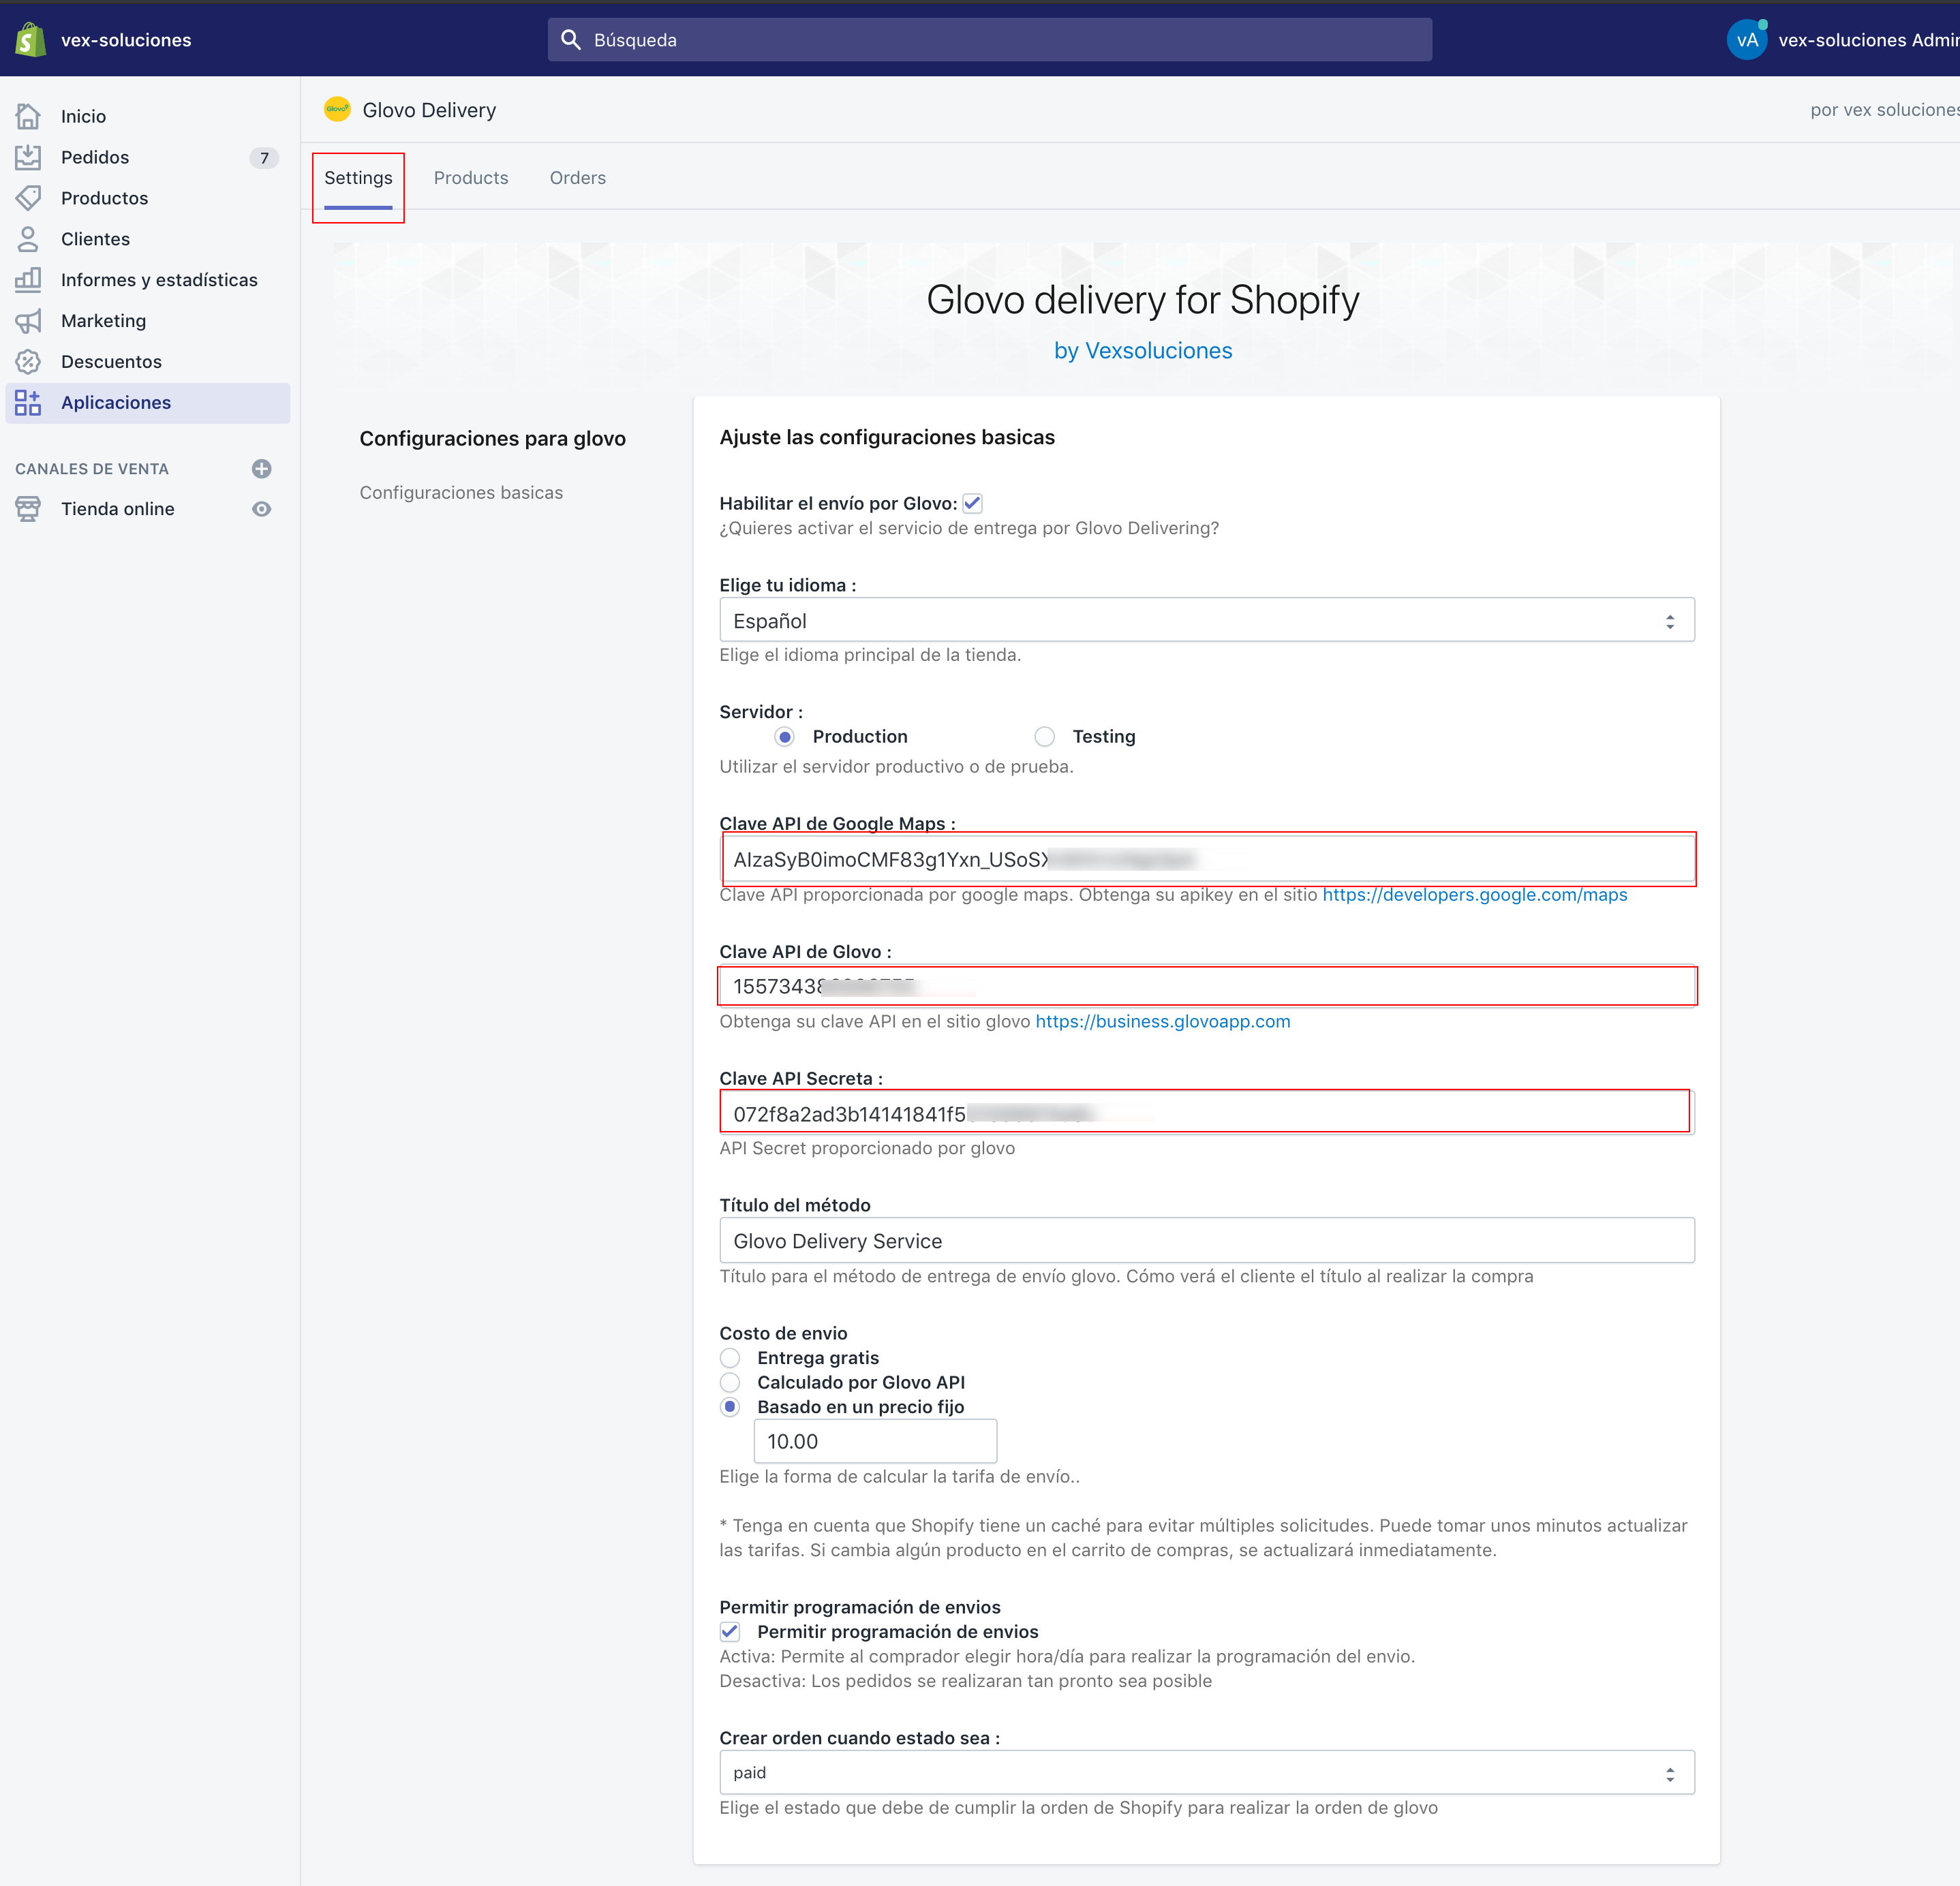 vex-soluciones
Búsqueda
vA
vex-soluciones Admin
Inicio
Pedidos
7
Productos
Clientes
Informes y estadísticas
Marketing
Descuentos
Aplicaciones
CANALES DE VENTA
Tienda online
Glovo
Glovo Delivery
por vex soluciones
Settings
Products
Orders
Glovo delivery for Shopify
by Vexsoluciones
Configuraciones para glovo
Configuraciones basicas
Ajuste las configuraciones basicas
Habilitar el envío por Glovo:
¿Quieres activar el servicio de entrega por Glovo Delivering?
Elige tu idioma :
Español
Elige el idioma principal de la tienda.
Servidor :
Production
Testing
Utilizar el servidor productivo o de prueba.
Clave API de Google Maps :
AIzaSyB0imoCMF83g1Yxn_USoSX
Clave API proporcionada por google maps. Obtenga su apikey en el sitio https://developers.google.com/maps
Clave API de Glovo :
15573438
Obtenga su clave API en el sitio glovo https://business.glovoapp.com
Clave API Secreta :
072f8a2ad3b14141841f5
API Secret proporcionado por glovo
Título del método
Glovo Delivery Service
Título para el método de entrega de envío glovo. Cómo verá el cliente el título al realizar la compra
Costo de envio
Entrega gratis
Calculado por Glovo API
Basado en un precio fijo
10.00
Elige la forma de calcular la tarifa de envío..
* Tenga en cuenta que Shopify tiene un caché para evitar múltiples solicitudes. Puede tomar unos minutos actualizar
las tarifas. Si cambia algún producto en el carrito de compras, se actualizará inmediatamente.
Permitir programación de envios
Permitir programación de envios
Activa: Permite al comprador elegir hora/día para realizar la programación del envio.
Desactiva: Los pedidos se realizaran tan pronto sea posible
Crear orden cuando estado sea :
paid
Elige el estado que debe de cumplir la orden de Shopify para realizar la orden de glovo